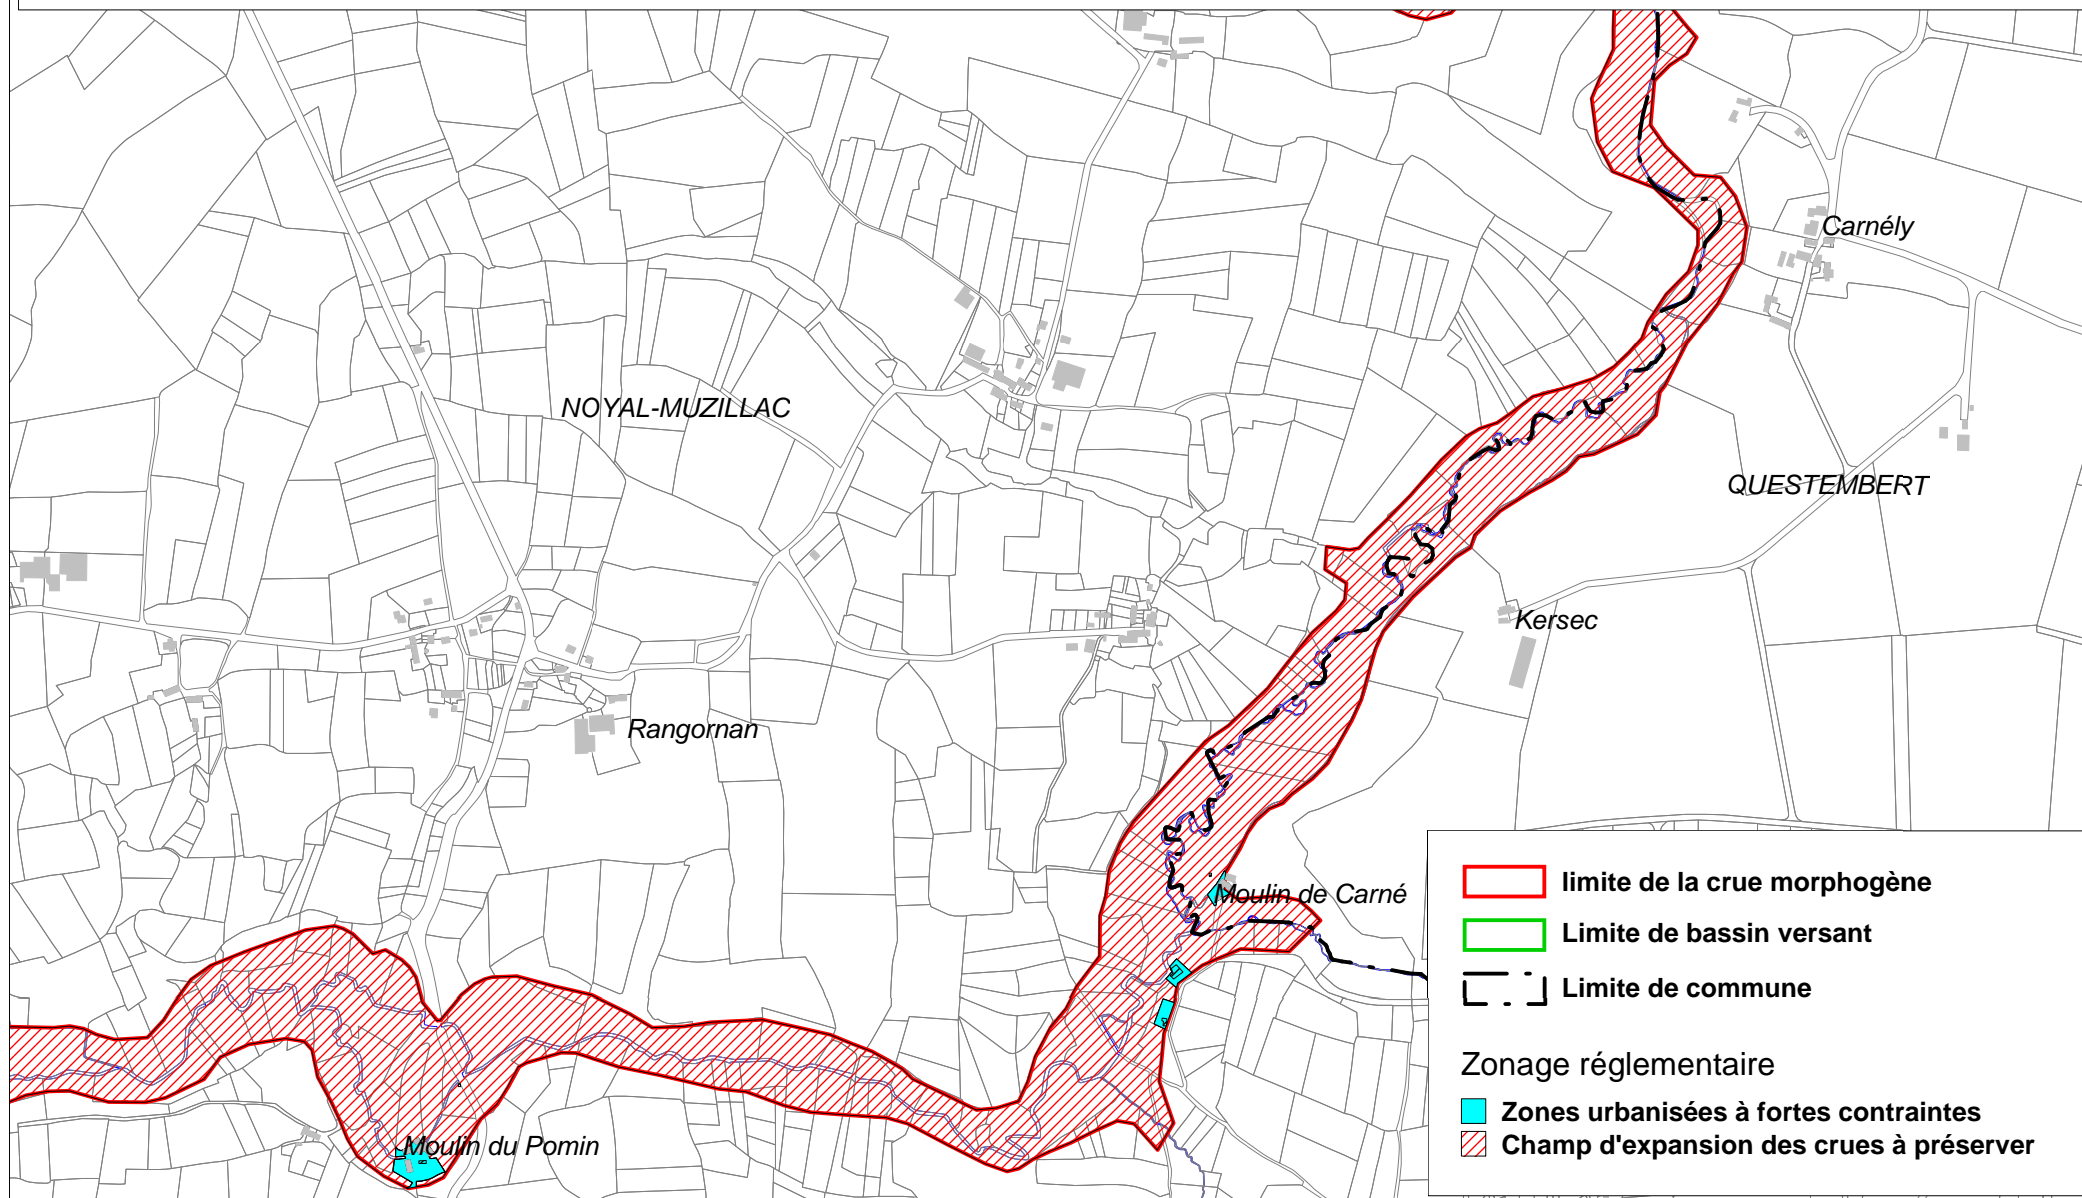 Carnély
NOYAL-MUZILLAC
QUESTEMBERT
Kersec
Rangornan
Moulin de Carné
Moulin du Pomin
limite de la crue morphogène
Limite de bassin versant
Limite de commune
Zonage réglementaire
Zones urbanisées à fortes contraintes
Champ d'expansion des crues à préserver